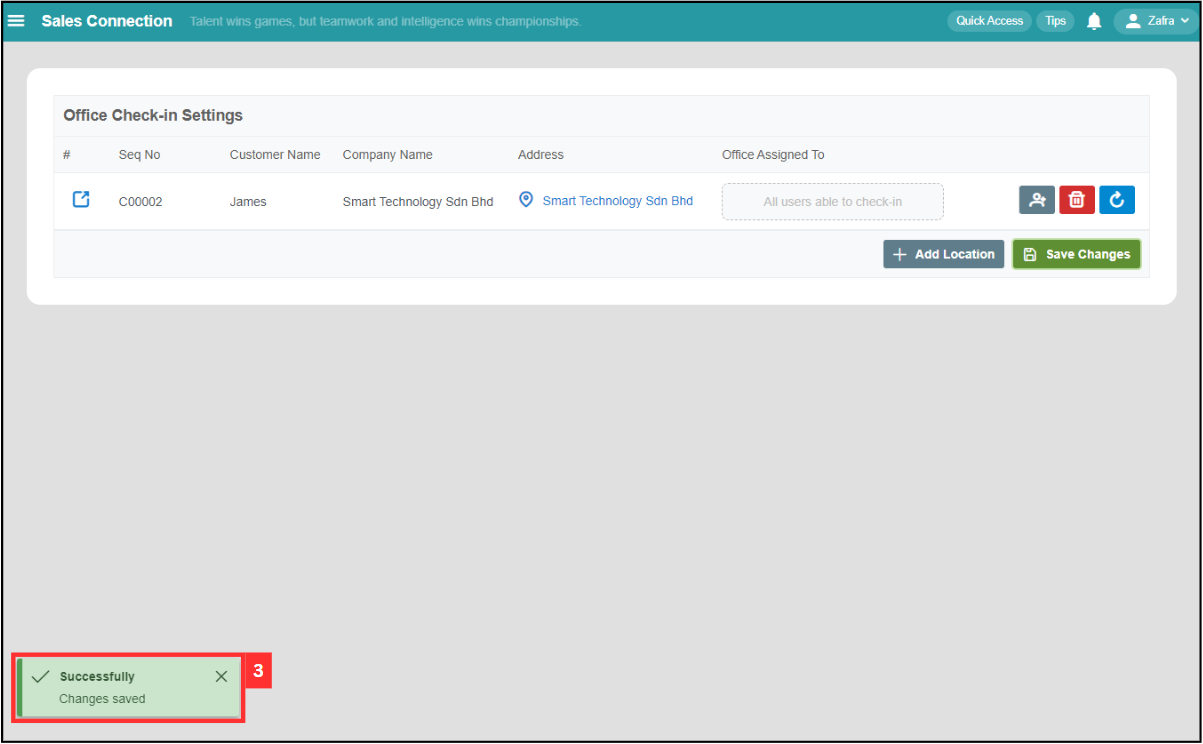 Sales Connection Talent wins games, but teamwork and intelligence wins championships. Quick Access Tips Zafra
Office Check-in Settings
# Seq No Customer Name Company Name Address Office Assigned To
C00002 James Smart Technology Sdn Bhd Smart Technology Sdn Bhd All users able to check-in
Add Location Save Changes
Successfully 3
Changes saved